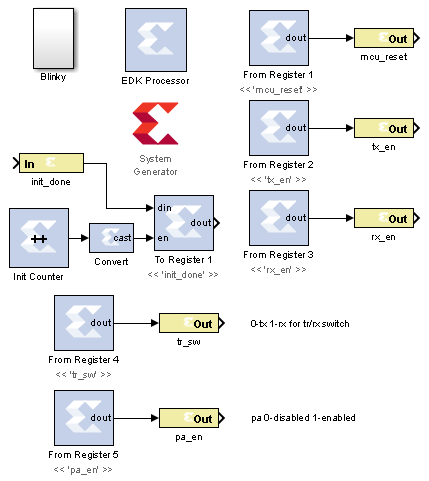 Blinky
EDK Processor
dout
From Register 1
<< 'mcu_reset' >>
Out
mcu_reset
System
Generator
dout
From Register 2
<< 'tx_en' >>
Out
tx_en
In
init_done
din
dout
en
To Register 1
<< 'init_done' >>
++
Init Counter
cast
Convert
dout
From Register 3
<< 'rx_en' >>
Out
rx_en
dout
From Register 4
<< 'tr_sw' >>
Out
tr_sw
0-tx 1-rx for tr/rx switch
dout
From Register 5
<< 'pa_en' >>
Out
pa_en
pa 0-disabled 1-enabled